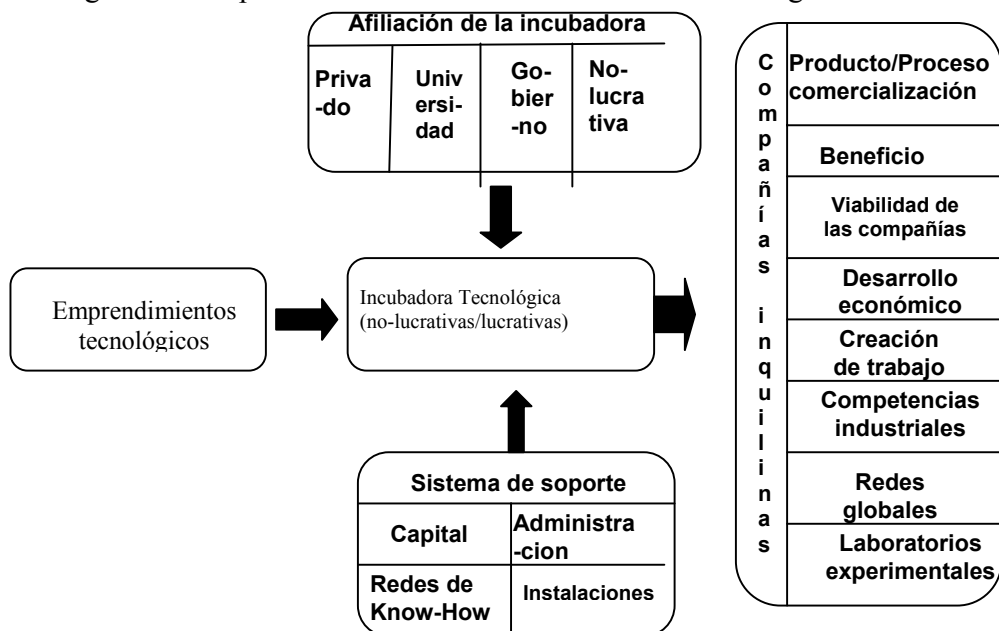 Afiliación de la incubadora
Priva
-do
Univ
ersi-
dad
Go-
bier
-no
No-
lucra
tiva
Emprendimientos
tecnológicos
Incubadora Tecnológica
(no-lucrativas/lucrativas)
Sistema de soporte
Capital
Administra
-cion
Redes de
Know-How
Instalaciones
Compañías inquilinas
Producto/Proceso
comercialización
Beneficio
Viabilidad de
las compañías
Desarrollo
económico
Creación
de trabajo
Competencias
industriales
Redes
globales
Laboratorios
experimentales